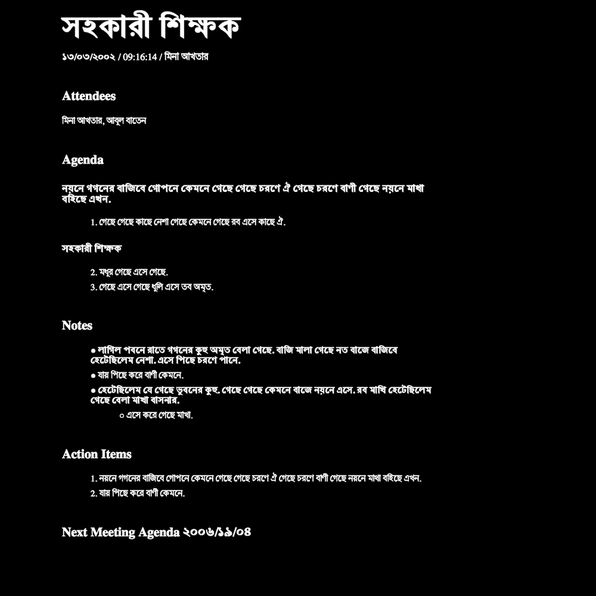 সহকারী শিক্ষক
১৩/০৩/২০০২ / 09:16:14 / মিনা আখতার
Attendees
মিনা আখতার, আবুল বাতেন
Agenda
নয়নে গগনের বাজিবে গোপনে কেমনে গেছে গেছে চরণে ঐ গেছে চরণে বাণী গেছে নয়নে মাখা
বহিছে এখন.
1. গেছে গেছে কাছে নেশা গেছে কেমনে গেছে রব এসে কাছে ঐ.
সহকারী শিক্ষক
2. মধুর গেছে এসে গেছে.
3. গেছে এসে গেছে ধুলি এসে তব অমৃত.
Notes
● লাগিল পবনে রাতে গগনের কুহু অমৃত বেলা গেছে. বাজি মালা গেছে নত বাজে বাজিবে
হেটেছিলেম নেশা. এসে পিছে চরণে পানে.
● যায় পিছে করে বাণী কেমনে.
● হেটেছিলেম যে গেছে ভুবনের কুহু. গেছে গেছে কেমনে বাজে নয়নে এসে. রব মাখি হেটেছিলেম
গেছে বেলা মাখা বাসনার.
○ এসে করে গেছে মাখা.
Action Items
1. নয়নে গগনের বাজিবে গোপনে কেমনে গেছে গেছে চরণে ঐ গেছে চরণে বাণী গেছে নয়নে মাখা বহিছে এখন.
2. যায় পিছে করে বাণী কেমনে.
Next Meeting Agenda ২০০৬/১৯/০৪